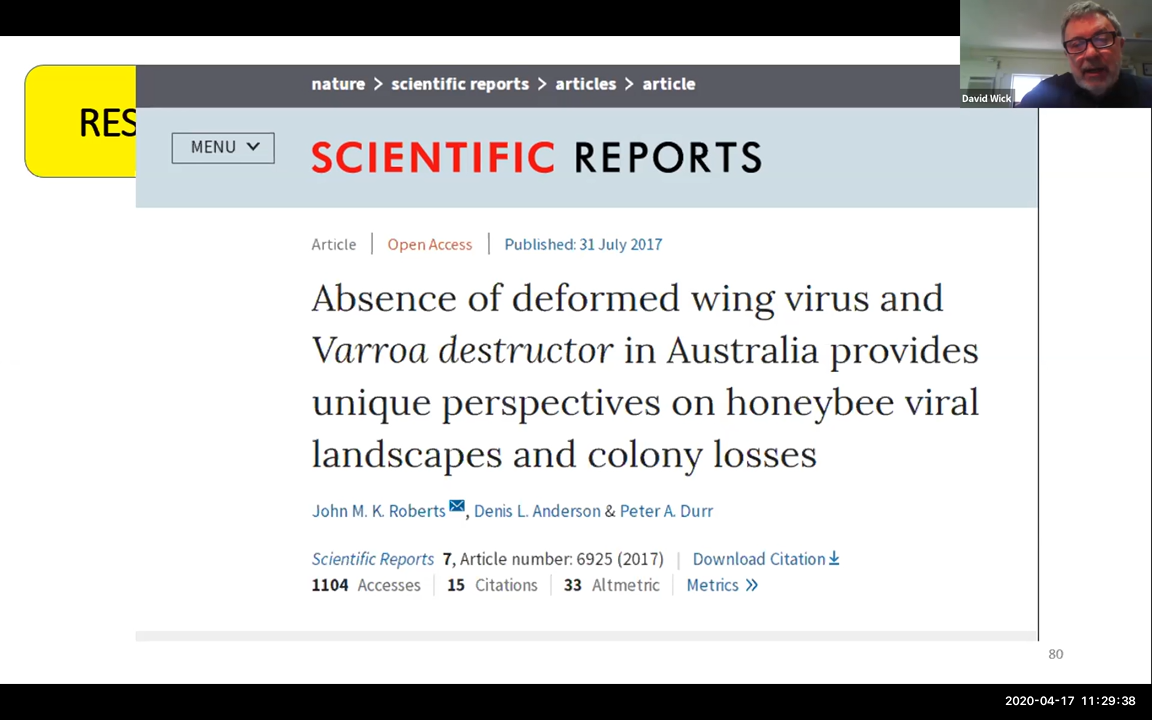 David Wick
RES
nature > scientific reports > articles > article
MENU
SCIENTIFIC REPORTS
Article | Open Access | Published: 31 July 2017
Absence of deformed wing virus and
Varroa destructor in Australia provides
unique perspectives on honeybee viral
landscapes and colony losses
John M. K. Roberts, Denis L. Anderson & Peter A. Durr
Scientific Reports 7, Article number: 6925 (2017) | Download Citation
1104 Accesses | 15 Citations | 33 Altmetric | Metrics »
80
2020-04-17 11:29:38